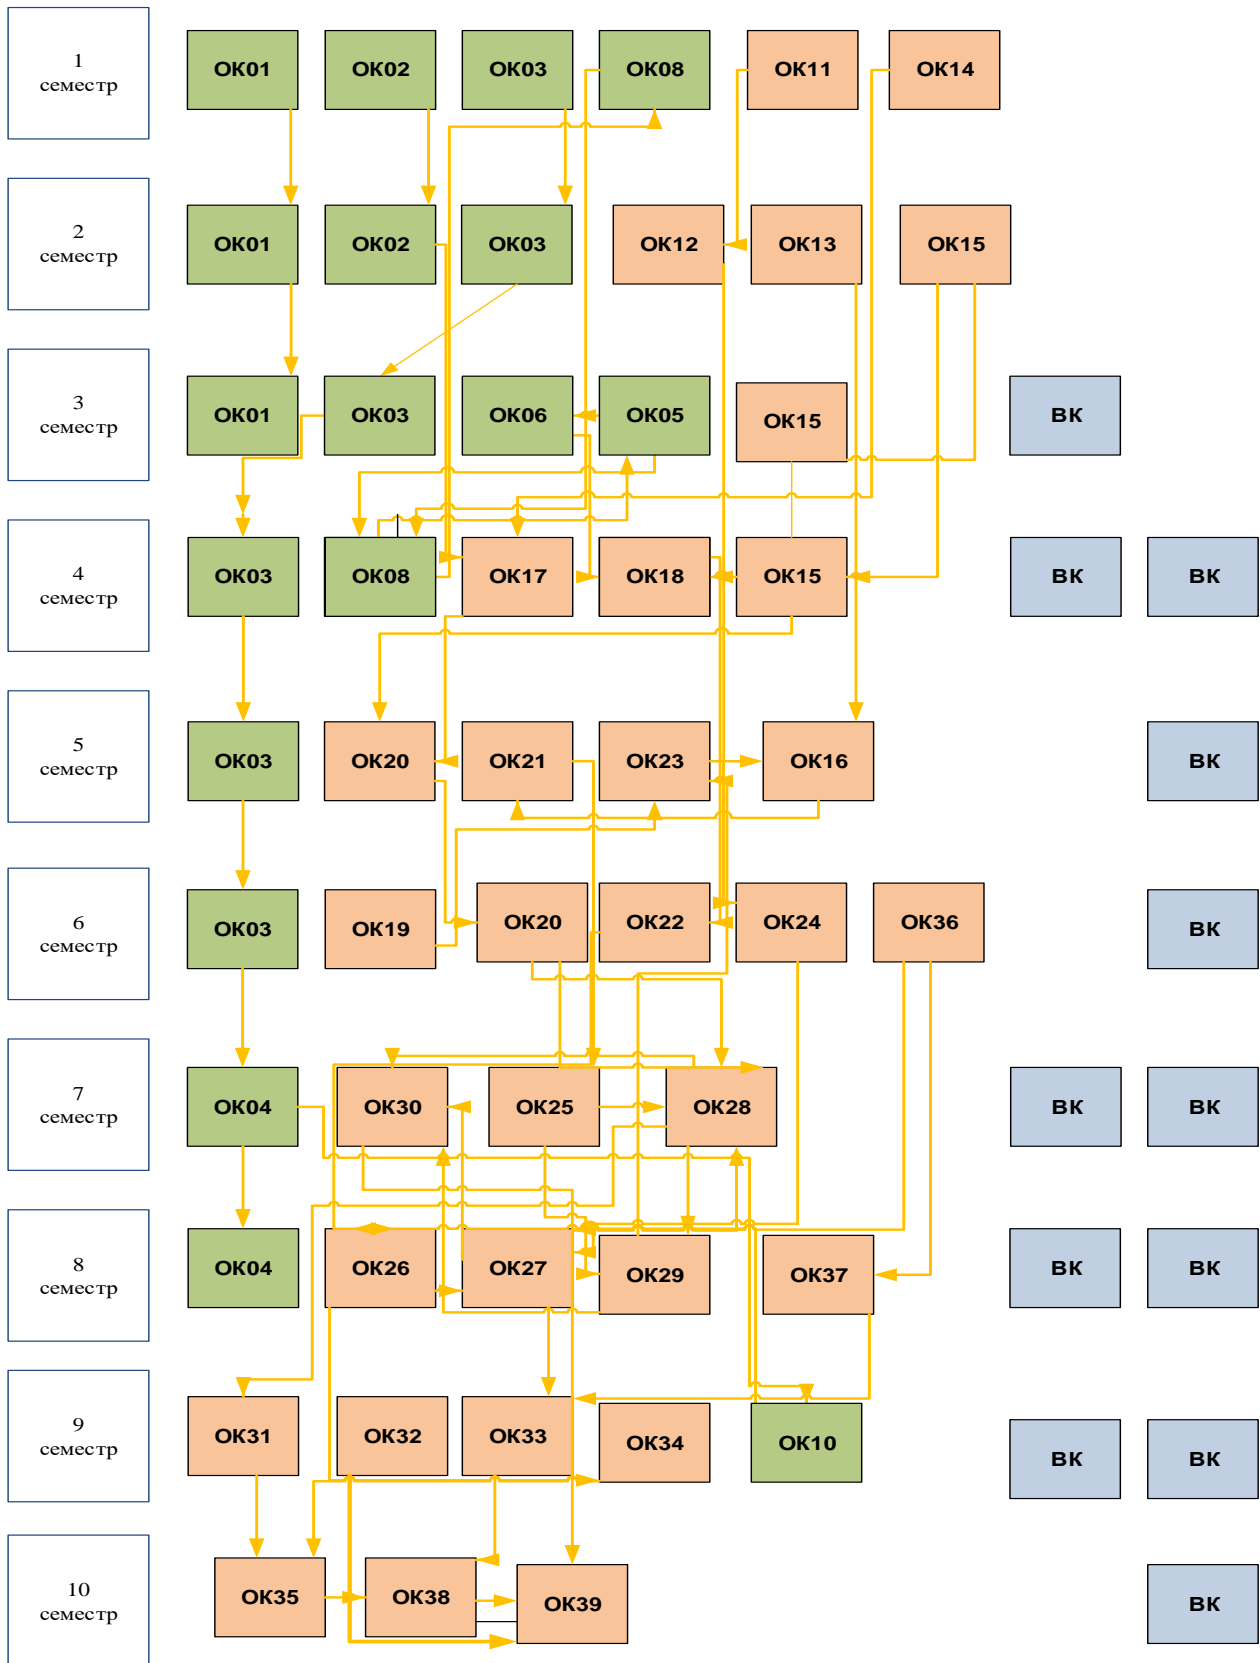 1
семестр
ОК01
ОК02
ОК03
ОК08
ОК11
ОК14
2
семестр
ОК01
ОК02
ОК03
ОК12
ОК13
ОК15
3
семестр
ОК01
ОК03
ОК06
ОК05
ОК15
ВК
4
семестр
ОК03
ОК08
ОК17
ОК18
ОК15
ВК
ВК
5
семестр
ОК03
ОК20
ОК21
ОК23
ОК16
ВК
6
семестр
ОК03
ОК19
ОК20
ОК22
ОК24
ОК36
ВК
7
семестр
ОК04
ОК30
ОК25
ОК28
ВК
ВК
8
семестр
ОК04
ОК26
ОК27
ОК29
ОК37
ВК
ВК
9
семестр
ОК31
ОК32
ОК33
ОК34
ОК10
ВК
ВК
10
семестр
ОК35
ОК38
ОК39
ВК